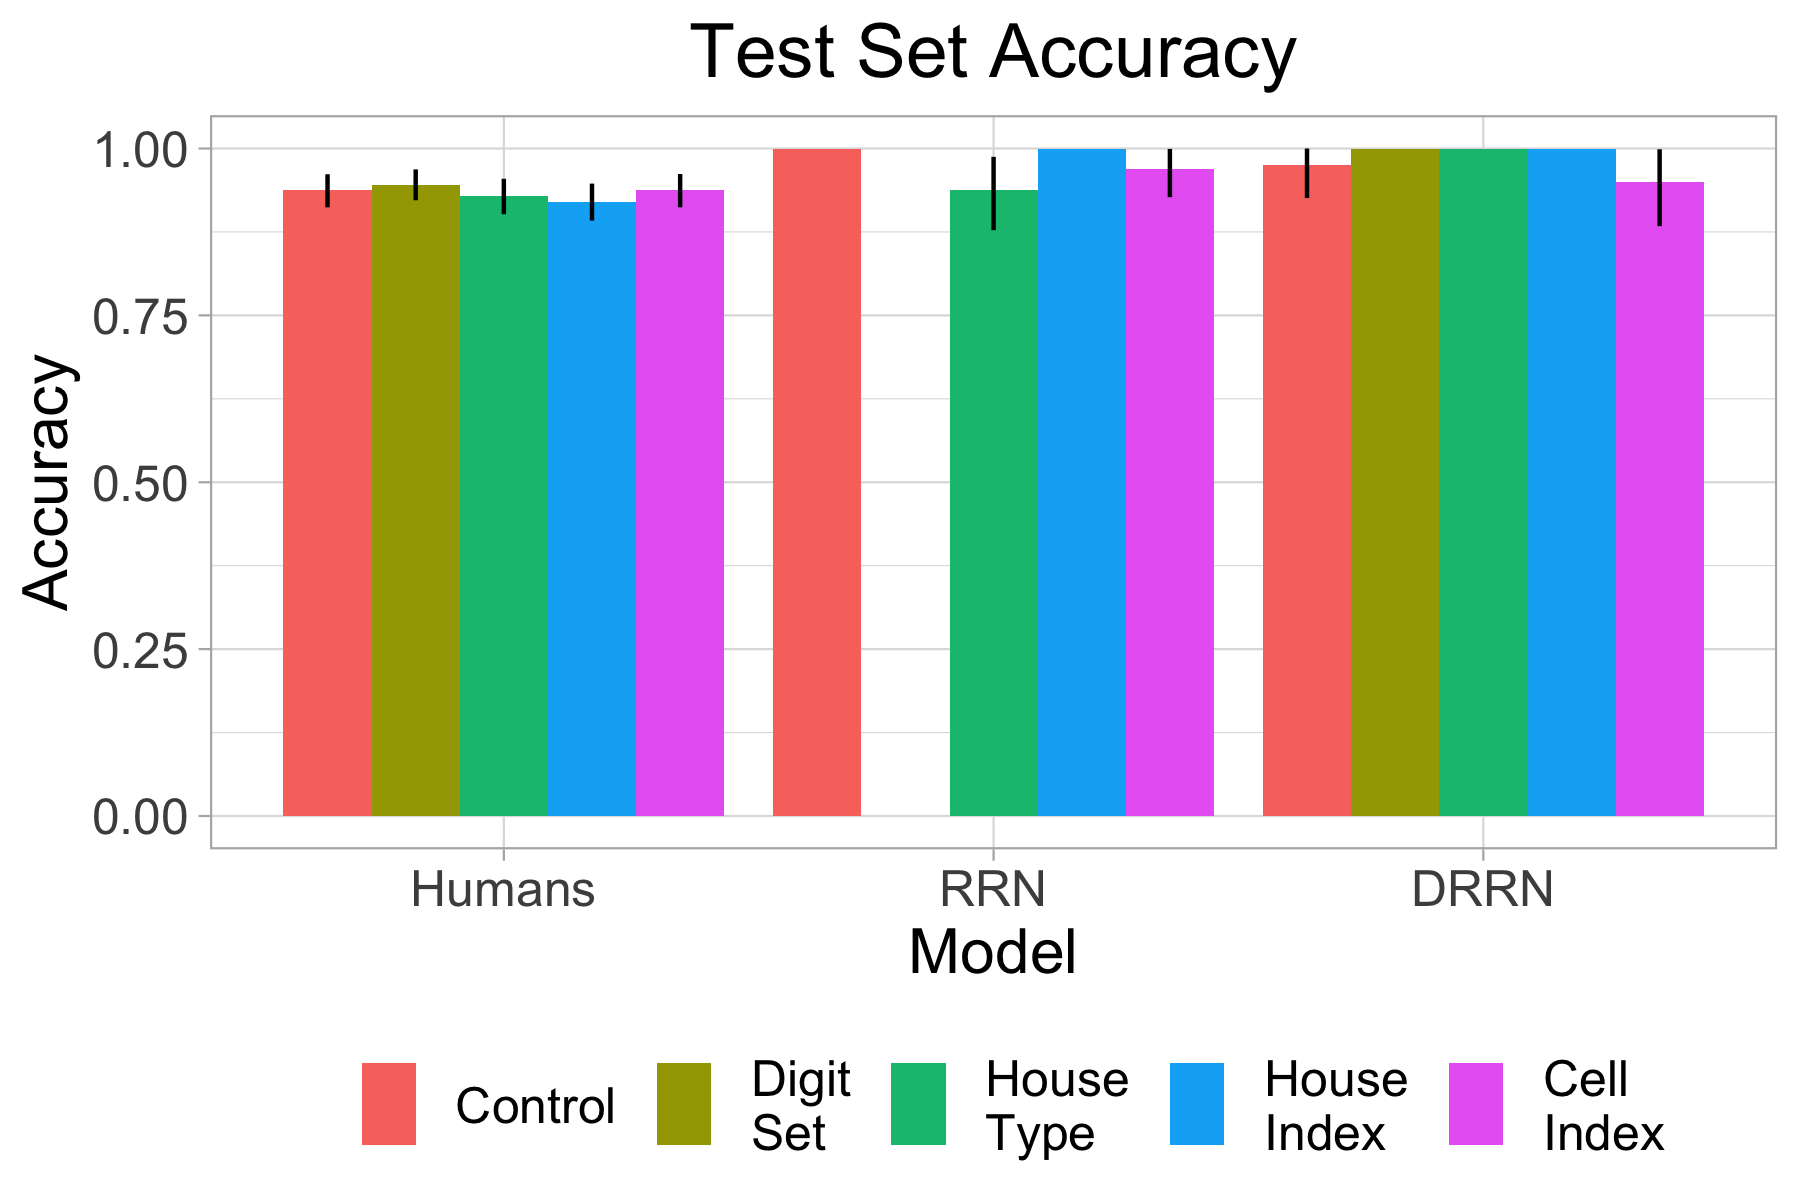 Test Set Accuracy
Accuracy
1.00
0.75
0.50
0.25
0.00
Humans
RRN
DRRN
Model
Control
Digit
Set
House
Type
House
Index
Cell
Index